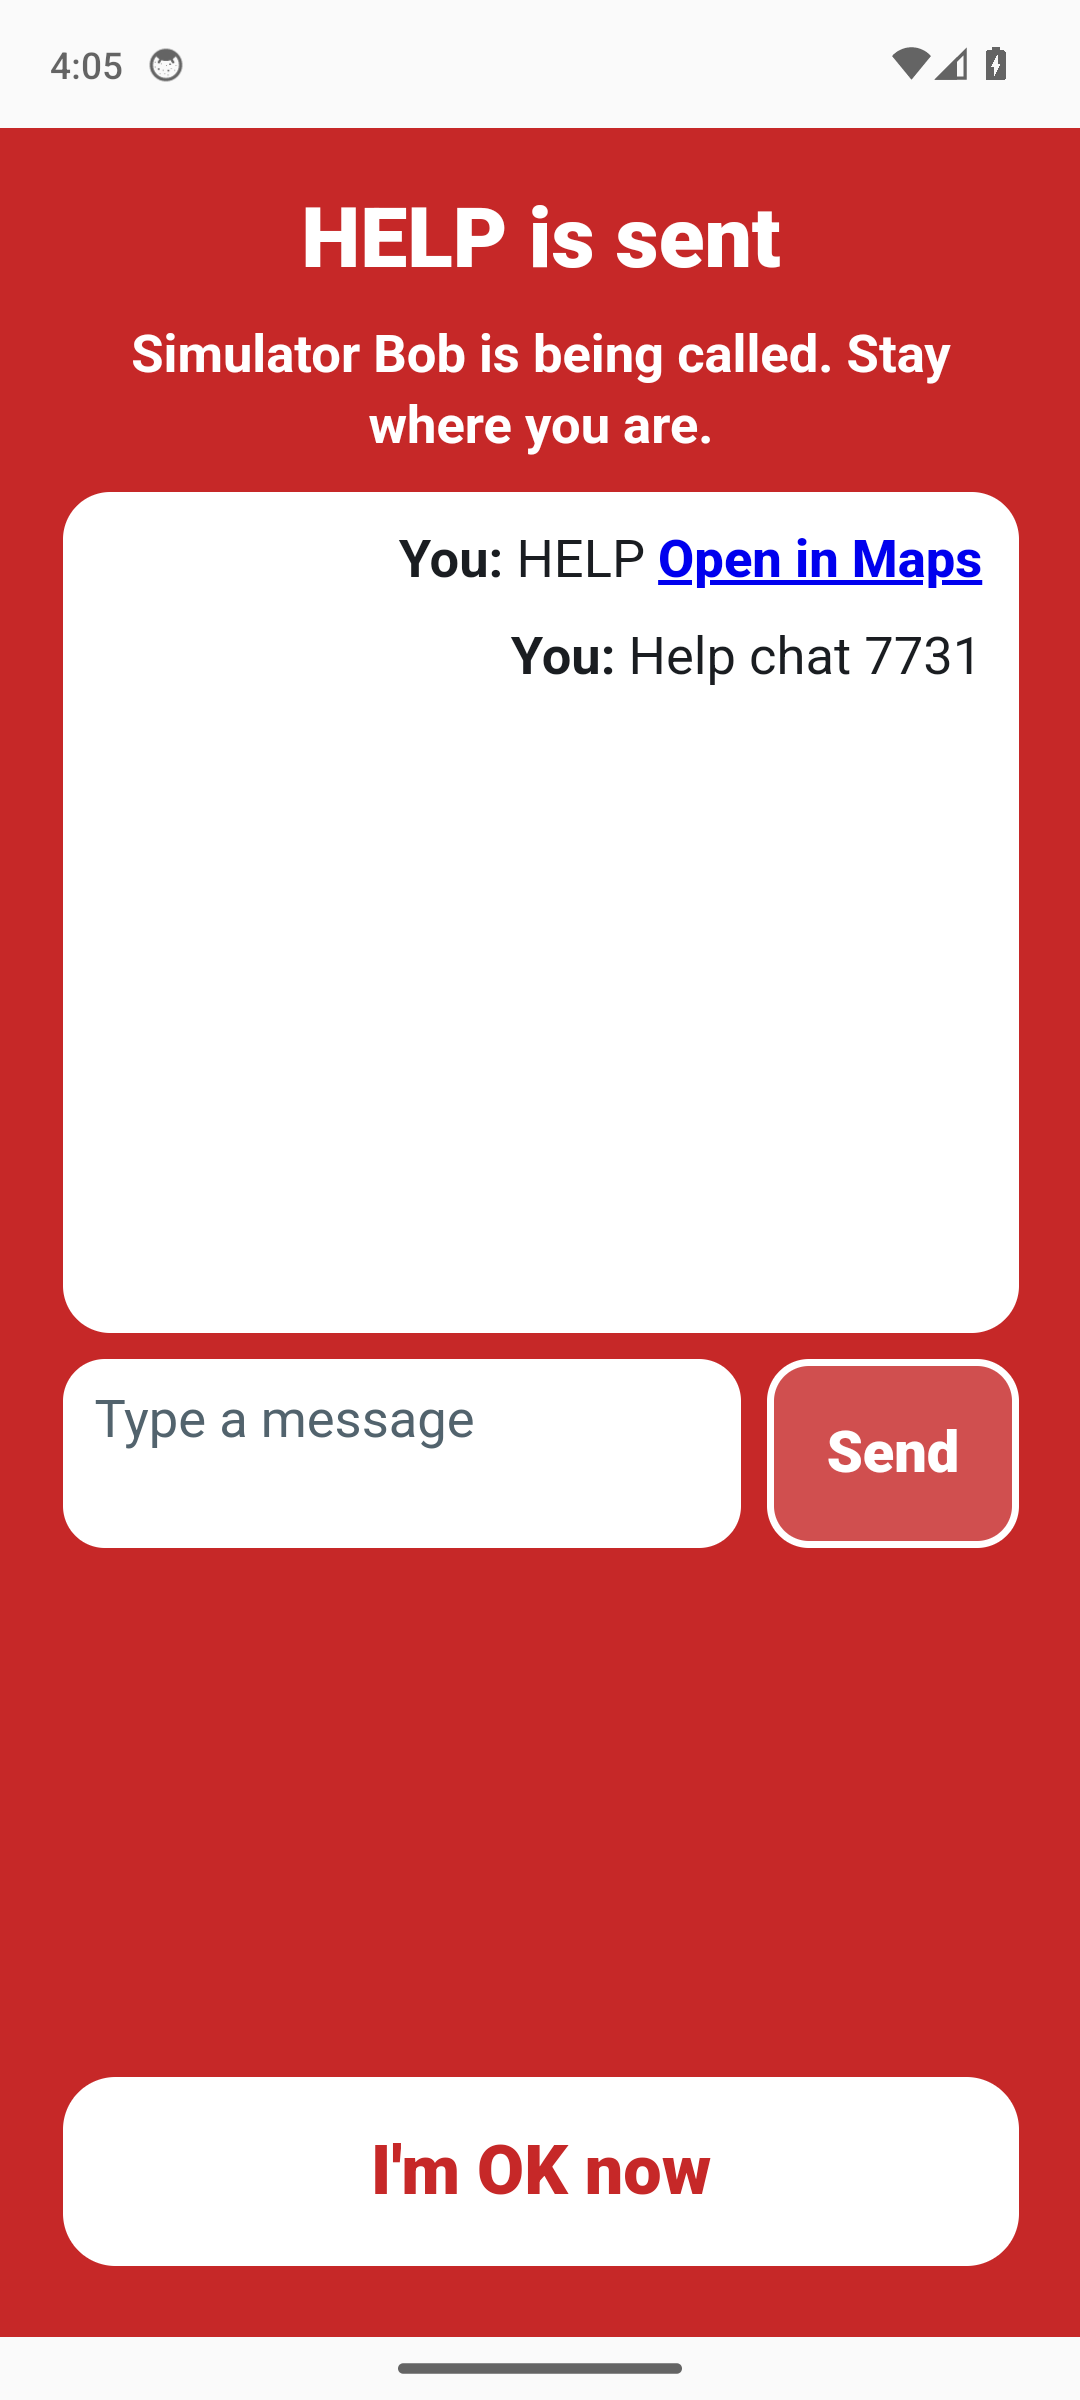 4:05
HELP is sent
Simulator Bob is being called. Stay
where you are.
You: HELP Open in Maps
You: Help chat 7731
Type a message
Send
I'm OK now